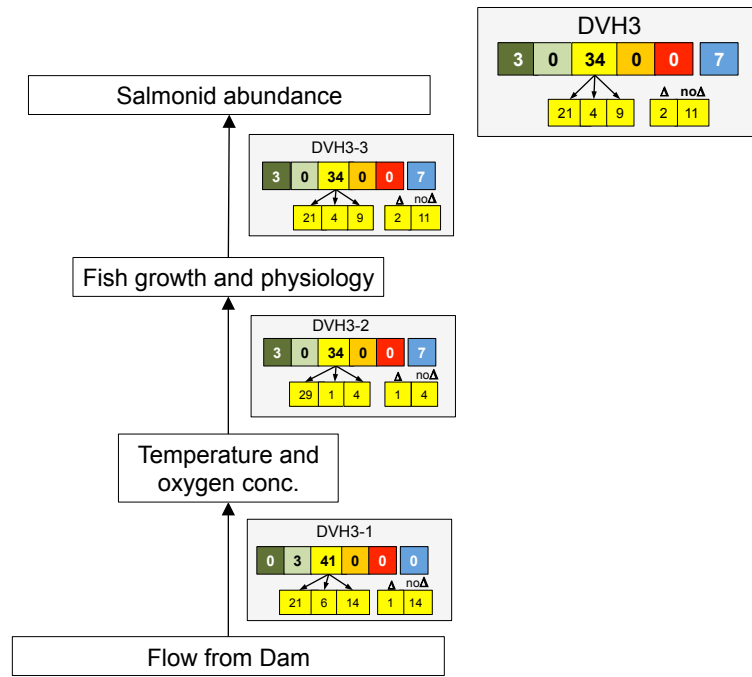 DVH3
3 0 34 0 0 7
Δ noΔ
21 4 9 2 11
Salmonid abundance
DVH3-3
3 0 34 0 0 7
Δ noΔ
21 4 9 2 11
Fish growth and physiology
DVH3-2
3 0 34 0 0 7
Δ noΔ
29 1 4 1 4
Temperature and
oxygen conc.
DVH3-1
0 3 41 0 0 0
Δ noΔ
21 6 14 1 14
Flow from Dam